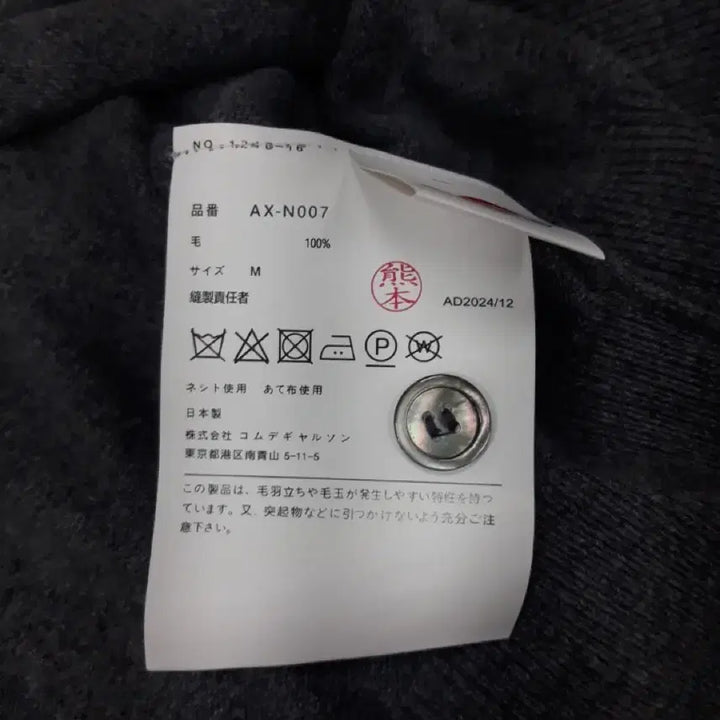 品番 AX-N007
毛 100%
サイズ M
縫製責任者
熊本
AD2024/12
P W
ネット使用 あて布使用
日本製
株式会社 コムデギャルソン
東京都港区南青山 5-11-5
この製品は、毛羽立ちや毛玉が発生しやすい特性を持っ
ています。又、突起物などに引っかけないよう充分ご注
意下さい。